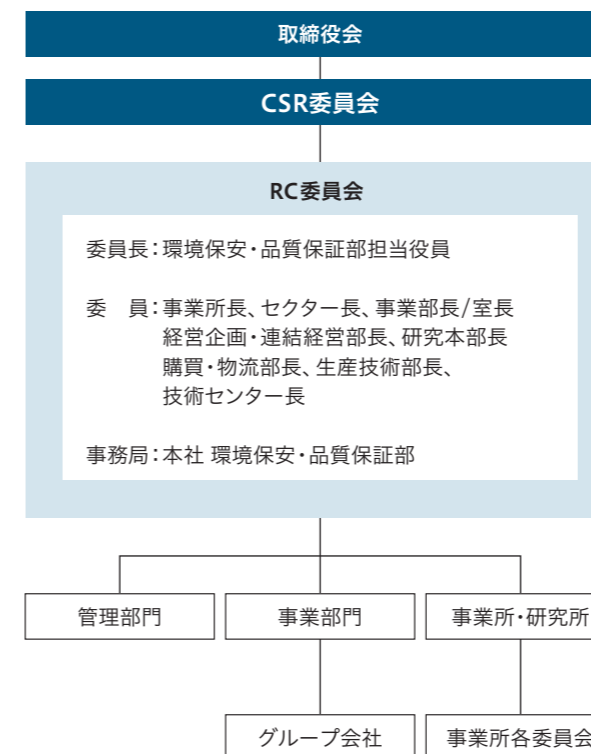 取締役会
CSR委員会
RC委員会
委員長：環境保安・品質保証部担当役員
委　員：事業所長、セクター長、事業部長/室長
経営企画・連結経営部長、研究本部長
購買・物流部長、生産技術部長、
技術センター長
事務局：本社 環境保安・品質保証部
管理部門
事業部門
事業所・研究所
グループ会社
事業所各委員会